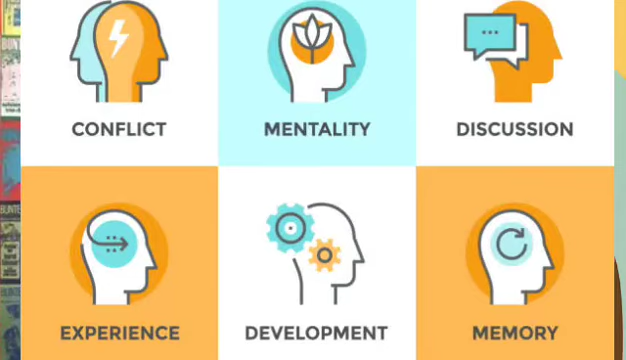 CONFLICT
MENTALITY
DISCUSSION
EXPERIENCE
DEVELOPMENT
MEMORY